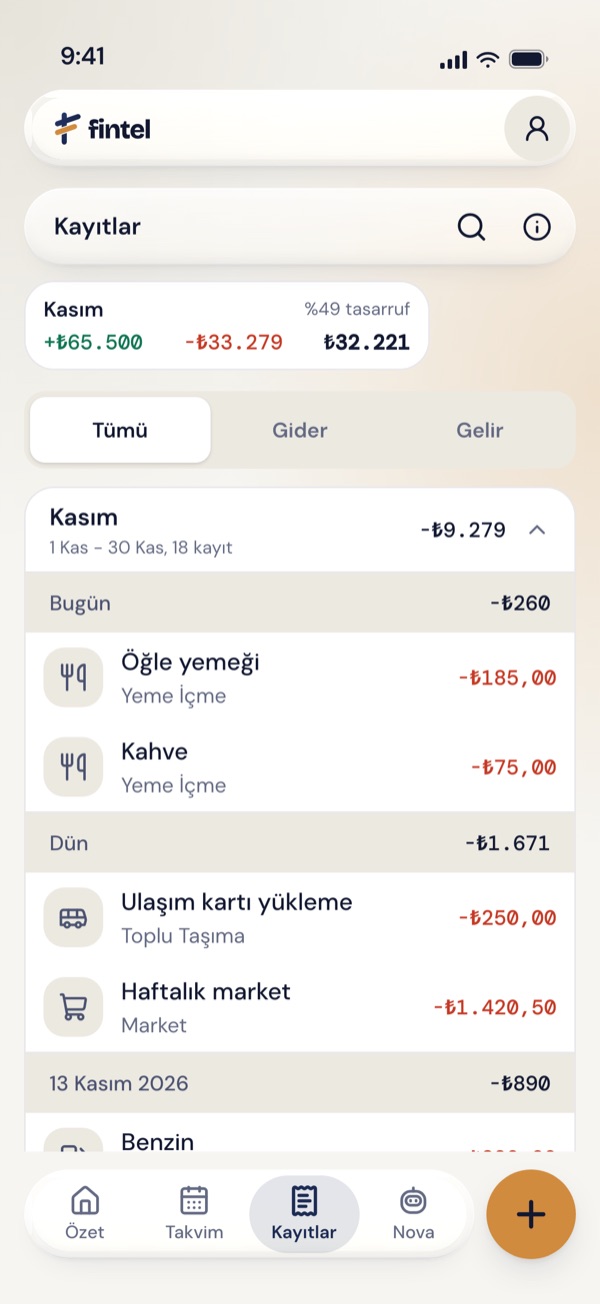 9:41
fintel
Kayıtlar
Kasım %49 tasarruf
+₺65.500 -₺33.279 ₺32.221
Tümü Gider Gelir
Kasım
-₺9.279
1 Kas – 30 Kas, 18 kayıt
Bugün -₺260
Öğle yemeği
-₺185,00
Yeme İçme
Kahve
-₺75,00
Yeme İçme
Dün -₺1.671
Ulaşım kartı yükleme
-₺250,00
Toplu Taşıma
Haftalık market
-₺1.420,50
Market
13 Kasım 2026 -₺890
Benzin
Özet Takvim Kayıtlar Nova